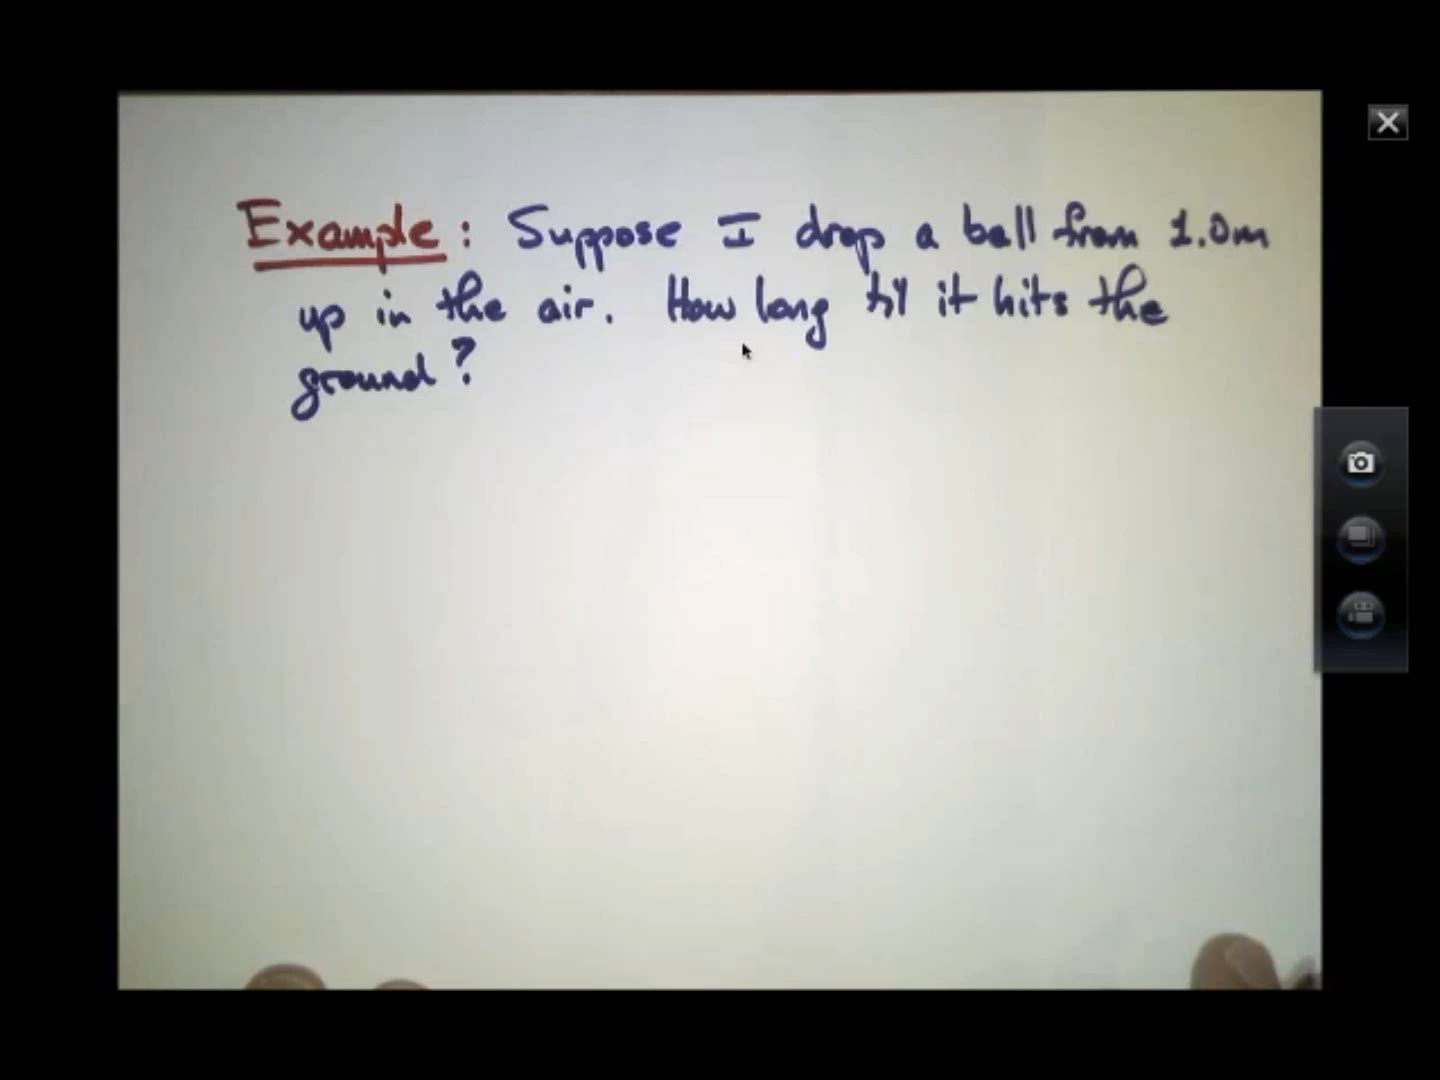 Example: Suppose I drop a ball from 1.0m
up in the air. How long til it hits the
ground?